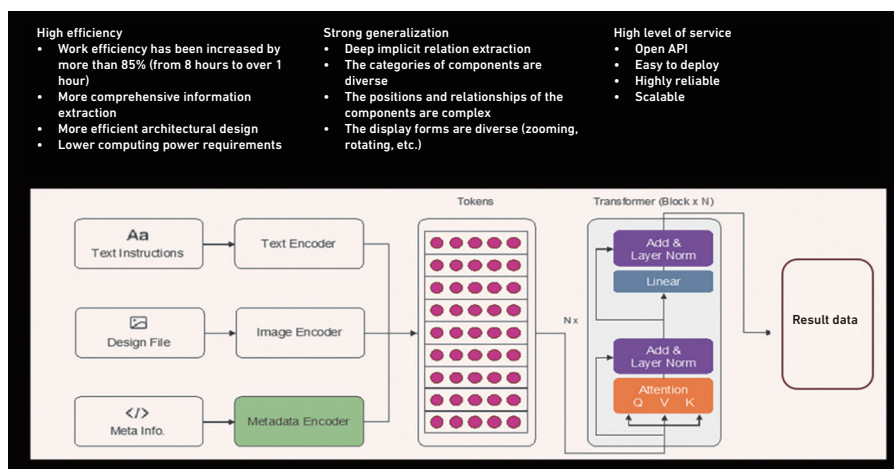 High efficiency
• Work efficiency has been increased by
more than 85% (from 8 hours to over 1
hour)
• More comprehensive information
extraction
• More efficient architectural design
• Lower computing power requirements
Strong generalization
• Deep implicit relation extraction
• The categories of components are
diverse
• The positions and relationships of the
components are complex
• The display forms are diverse (zooming,
rotating, etc.)
High level of service
• Open API
• Easy to deploy
• Highly reliable
• Scalable
Aa
Text Instructions
Text Encoder
Design File
Image Encoder
</>
Meta Info.
Metadata Encoder
Tokens
N x
Transformer (Block x N)
Add &
Layer Norm
Linear
Add &
Layer Norm
Attention
Q V K
Result data